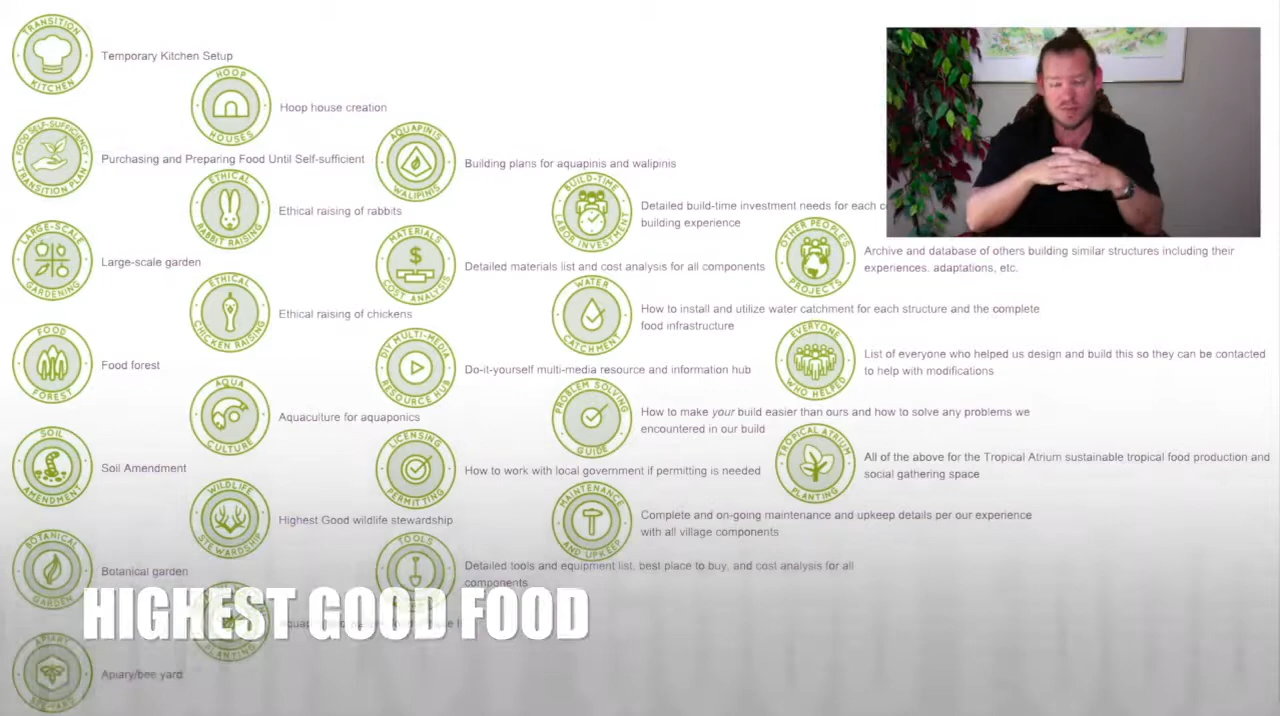 TRANSITION
KITCHEN
Temporary Kitchen Setup
HOOP
HOUSES
Hoop house creation
FOOD SELF-SUFFICIENCY
TRANSITION PLAN
Purchasing and Preparing Food Until Self-sufficient
AQUAPINIS
WALIPINIS
Building plans for aquapinis and walipinis
ETHICAL
RABBIT RAISING
Ethical raising of rabbits
BUILD-TIME
LABOR INVESTMENT
Detailed build-time investment needs for each c
building experience
LARGE-SCALE
GARDENING
Large-scale garden
MATERIALS
COST ANALYSIS
Detailed materials list and cost analysis for all components
OTHER PEOPLE'S
PROJECTS
Archive and database of others building similar structures including their
experiences. adaptations, etc.
ETHICAL
CHICKEN RAISING
Ethical raising of chickens
WATER
CATCHMENT
How to install and utilize water catchment for each structure and the complete
food infrastructure
FOOD
FOREST
Food forest
DIY MULTI-MEDIA
RESOURCE HUB
Do-it-yourself multi-media resource and information hub
EVERYONE
WHO HELPED
List of everyone who helped us design and build this so they can be contacted
to help with modifications
AQUA
CULTURE
Aquaculture for aquaponics
PROBLEM SOLVING
GUIDE
How to make your build easier than ours and how to solve any problems we
encountered in our build
SOIL
AMENDMENT
Soil Amendment
LICENSING
PERMITTING
How to work with local government if permitting is needed
TROPICAL ATRIUM
PLANTING
All of the above for the Tropical Atrium sustainable tropical food production and
social gathering space
WILDLIFE
STEWARDSHIP
Highest Good wildlife stewardship
MAINTENANCE
AND UPKEEP
Complete and on-going maintenance and upkeep details per our experience
with all village components
BOTANICAL
GARDEN
Botanical garden
TOOLS
Detailed tools and equipment list, best place to buy, and cost analysis for all
components
HIGHEST GOOD FOOD
PLANTING
APIARY
BEE-YARD
Apiary/bee yard